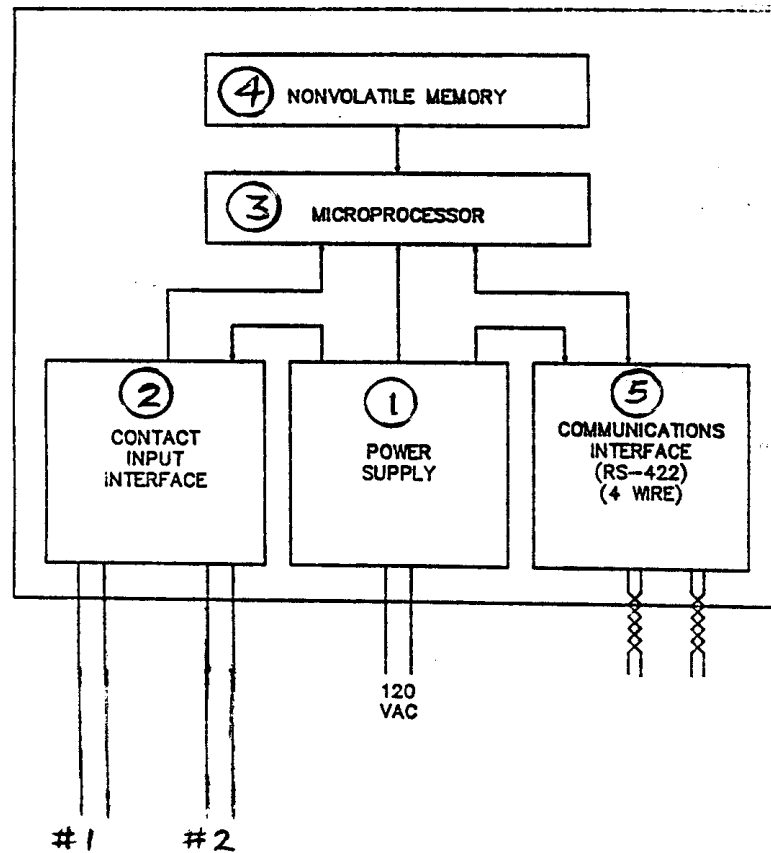 4 NONVOLATILE MEMORY
3 MICROPROCESSOR
2
CONTACT
INPUT
INTERFACE
1
POWER
SUPPLY
5
COMMUNICATIONS
INTERFACE
(RS-422)
(4 WIRE)
120
VAC
#1 #2